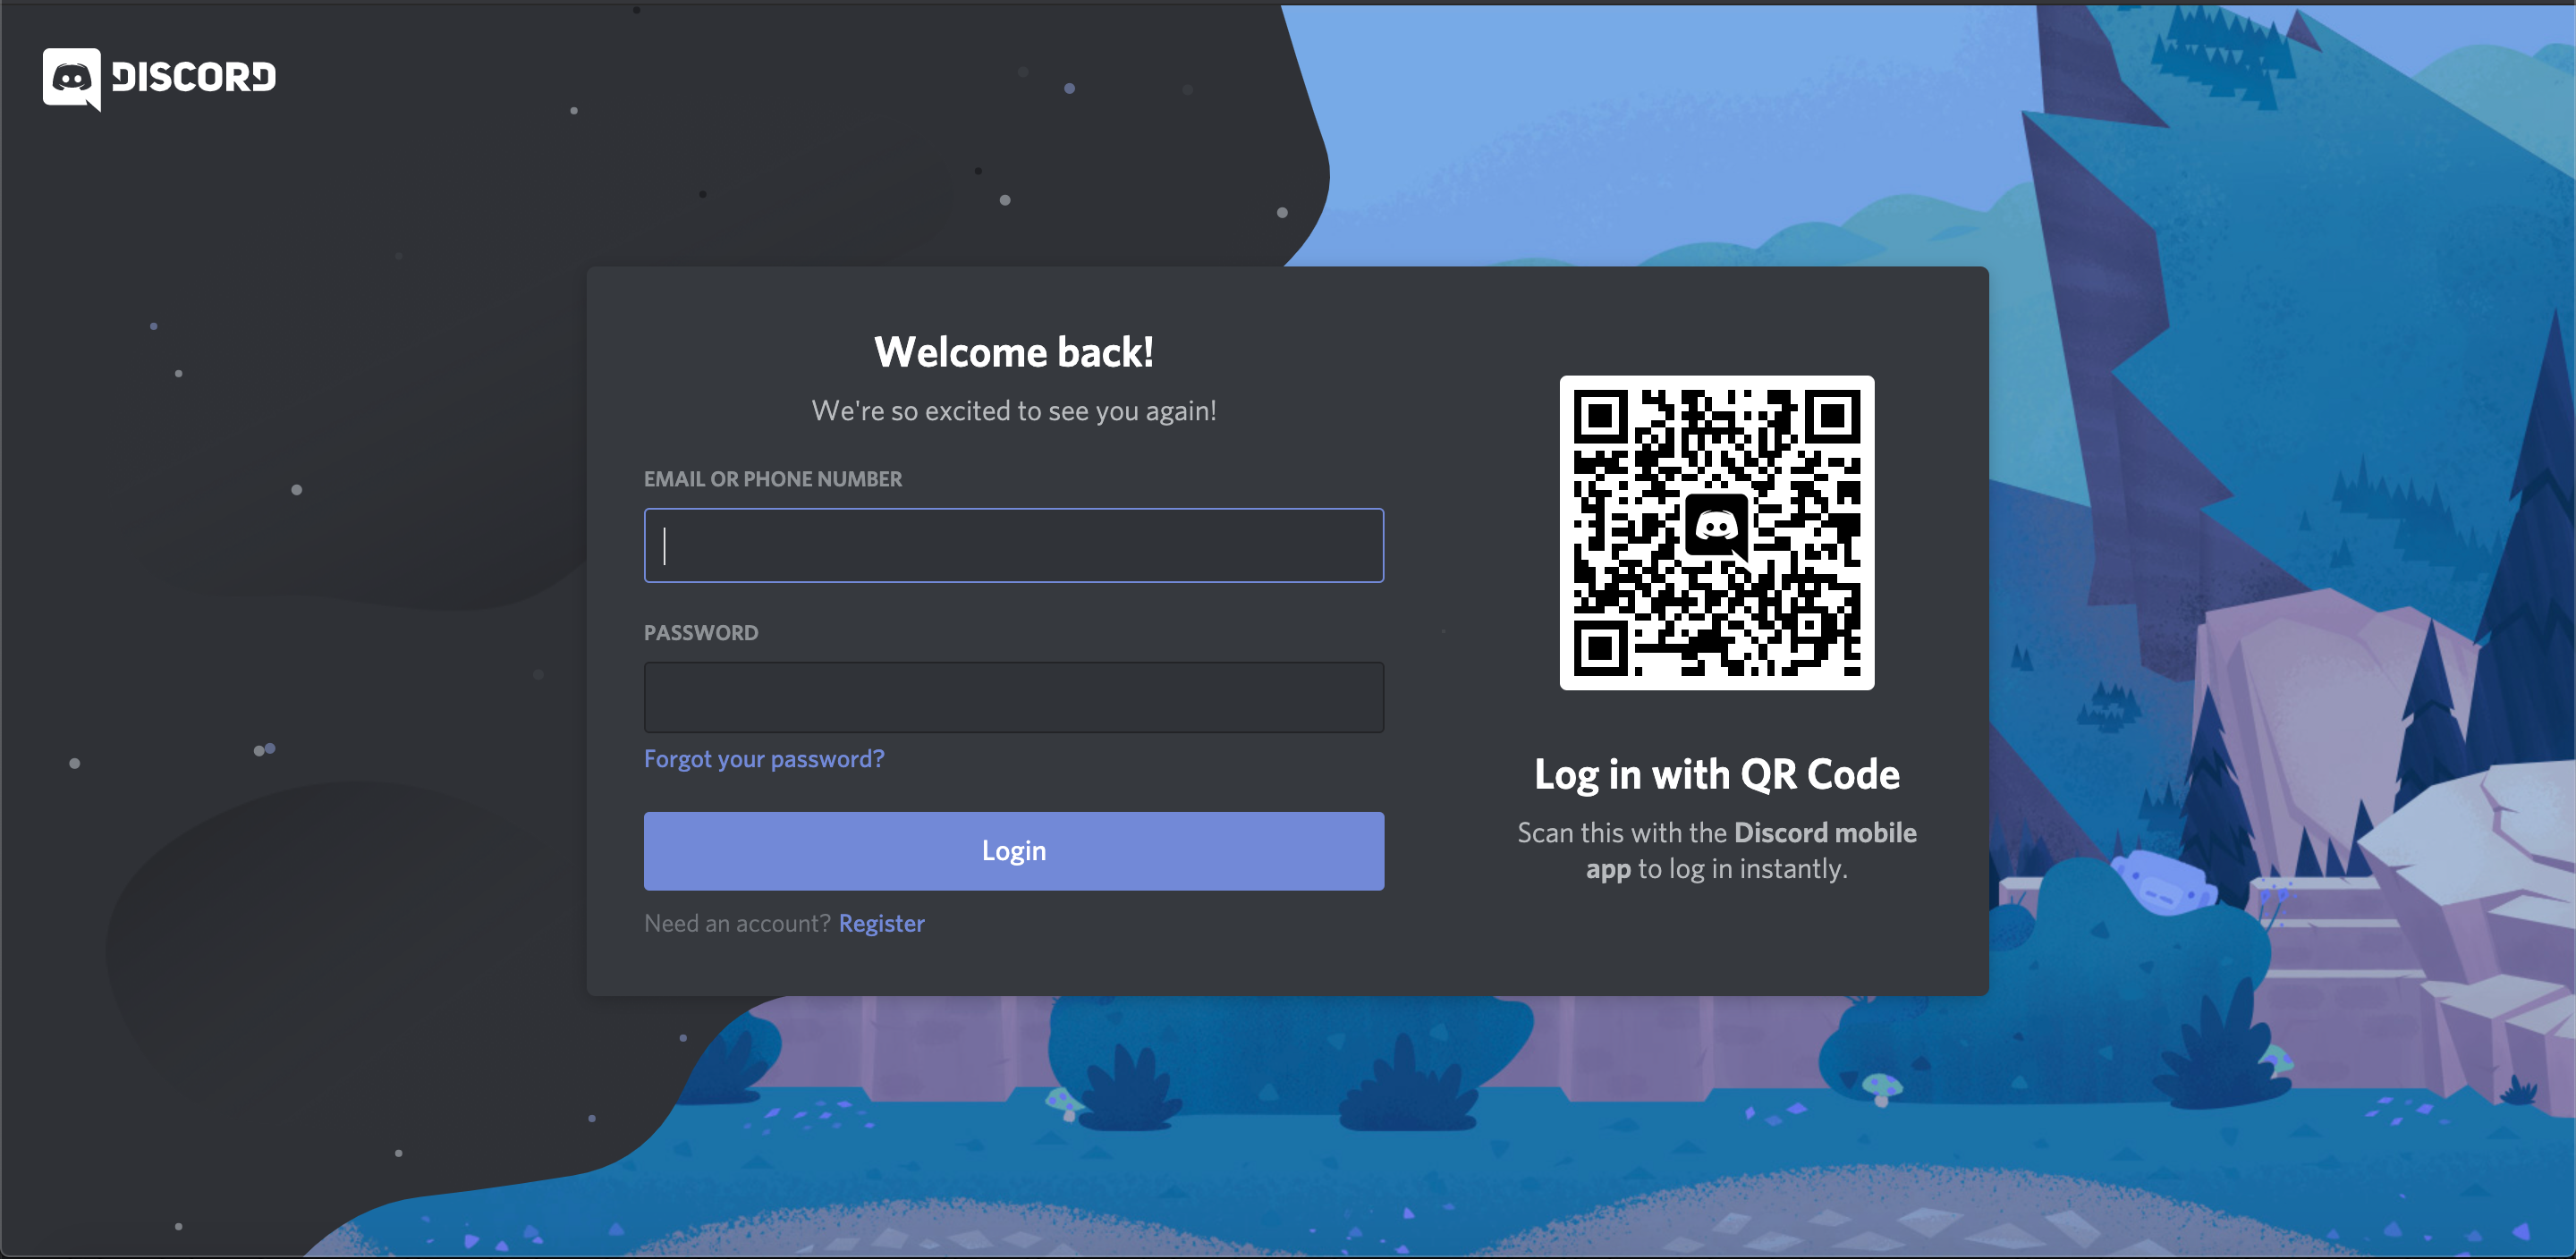 DISCORD
Welcome back!
We're so excited to see you again!
EMAIL OR PHONE NUMBER
PASSWORD
Forgot your password?
Login
Need an account? Register
Log in with QR Code
Scan this with the Discord mobile
app to log in instantly.